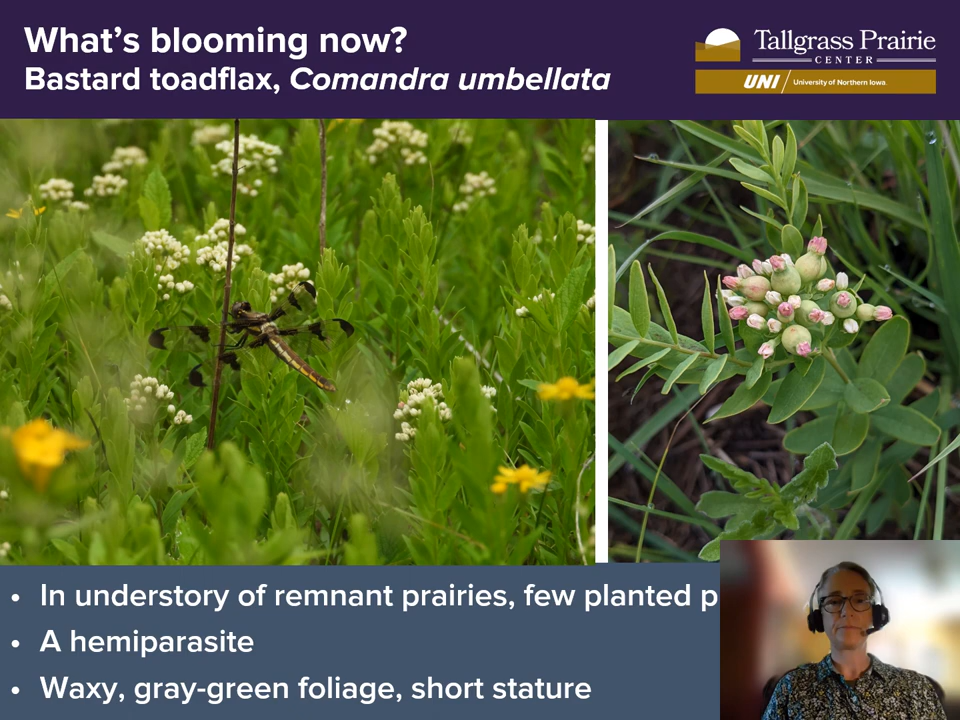 What's blooming now?
Bastard toadflax, Comandra umbellata
Tallgrass Prairie
CENTER
UNI University of Northern Iowa
• In understory of remnant prairies, few planted p
• A hemiparasite
• Waxy, gray-green foliage, short stature